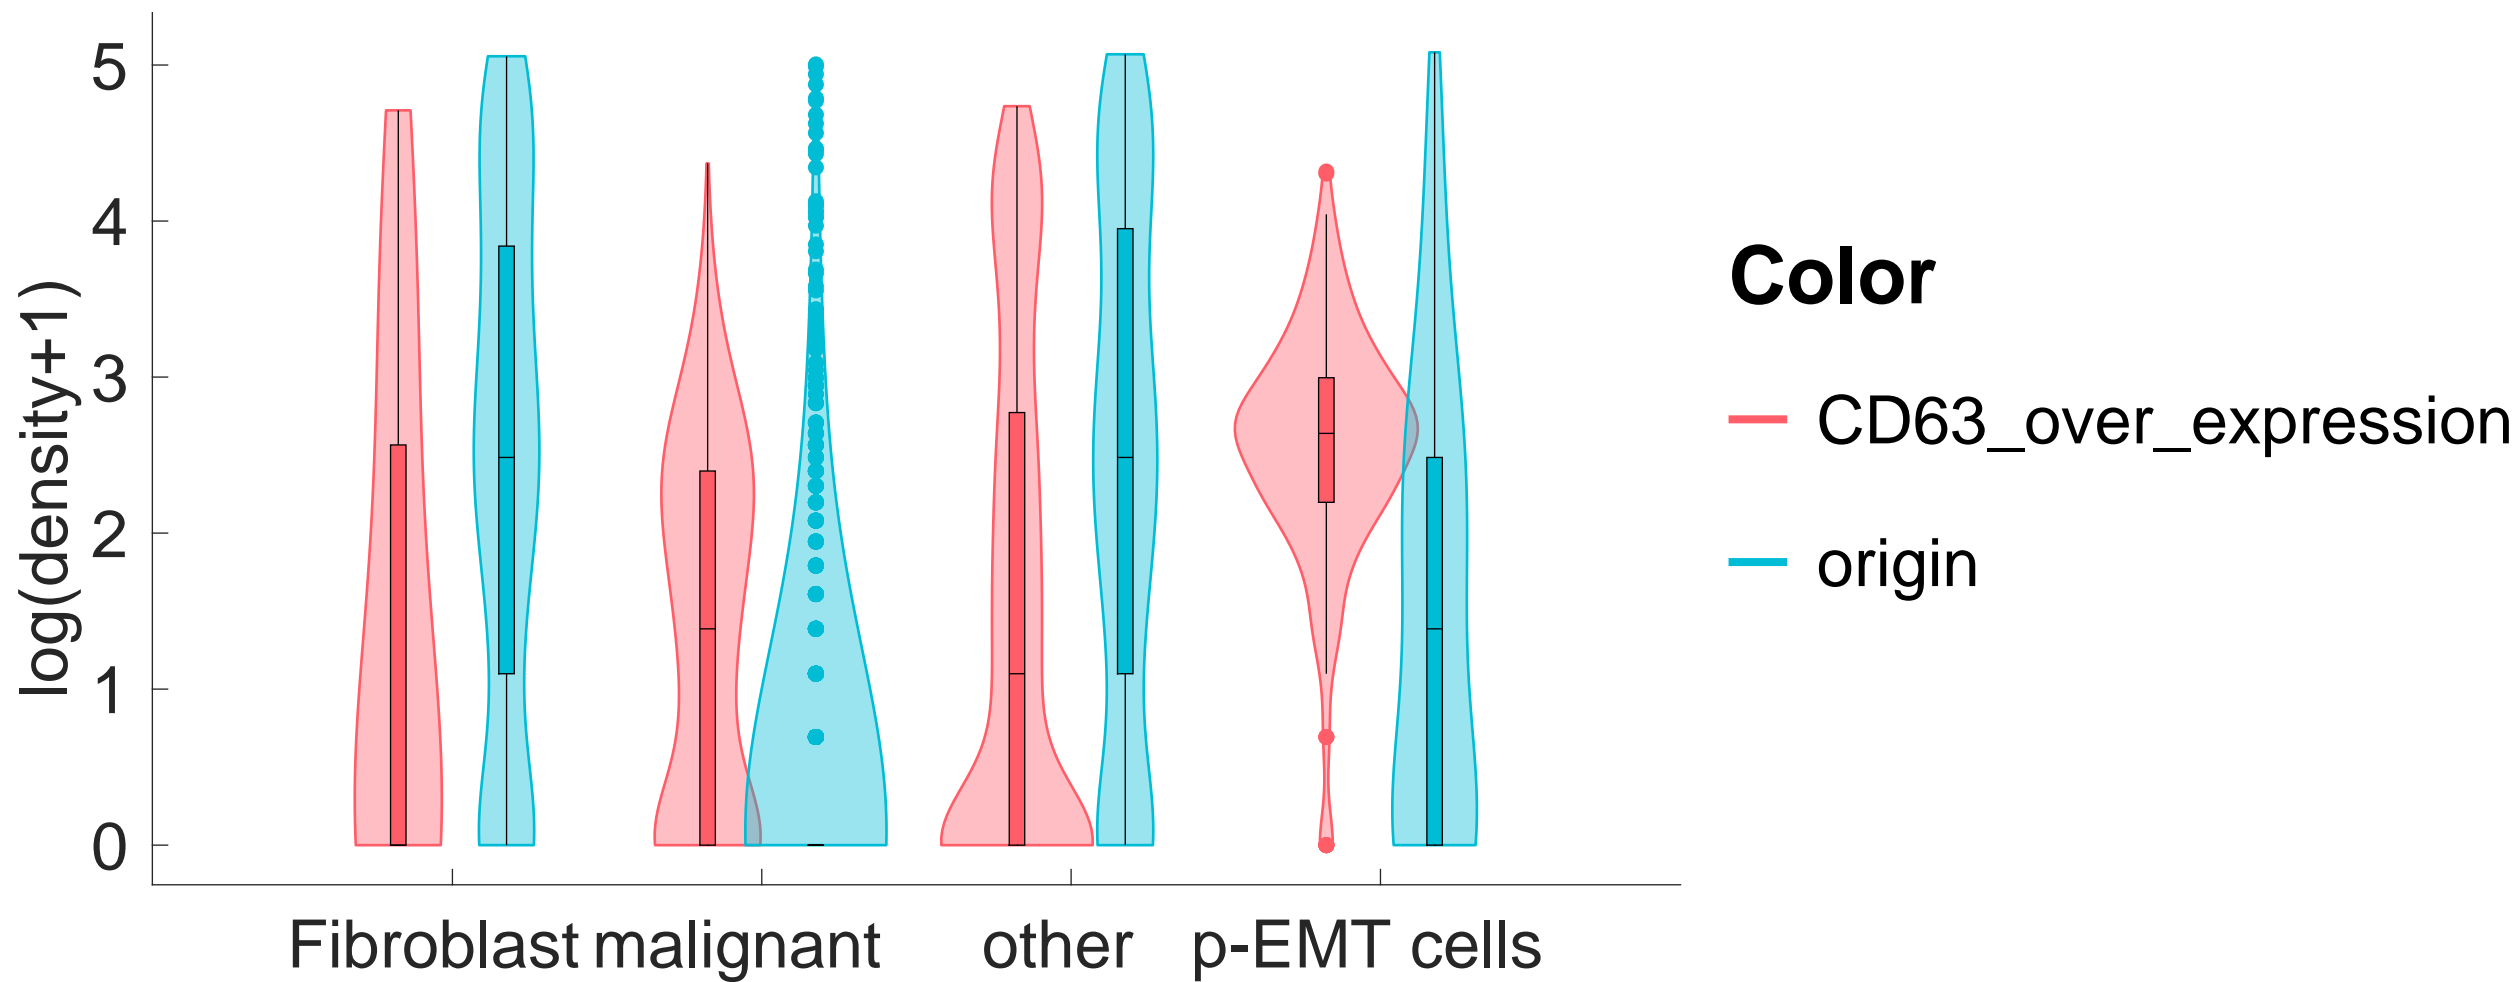 log(density+1)
5
4
3
2
1
0
Fibroblast malignant other p-EMT cells
Color
CD63_over_expression
origin